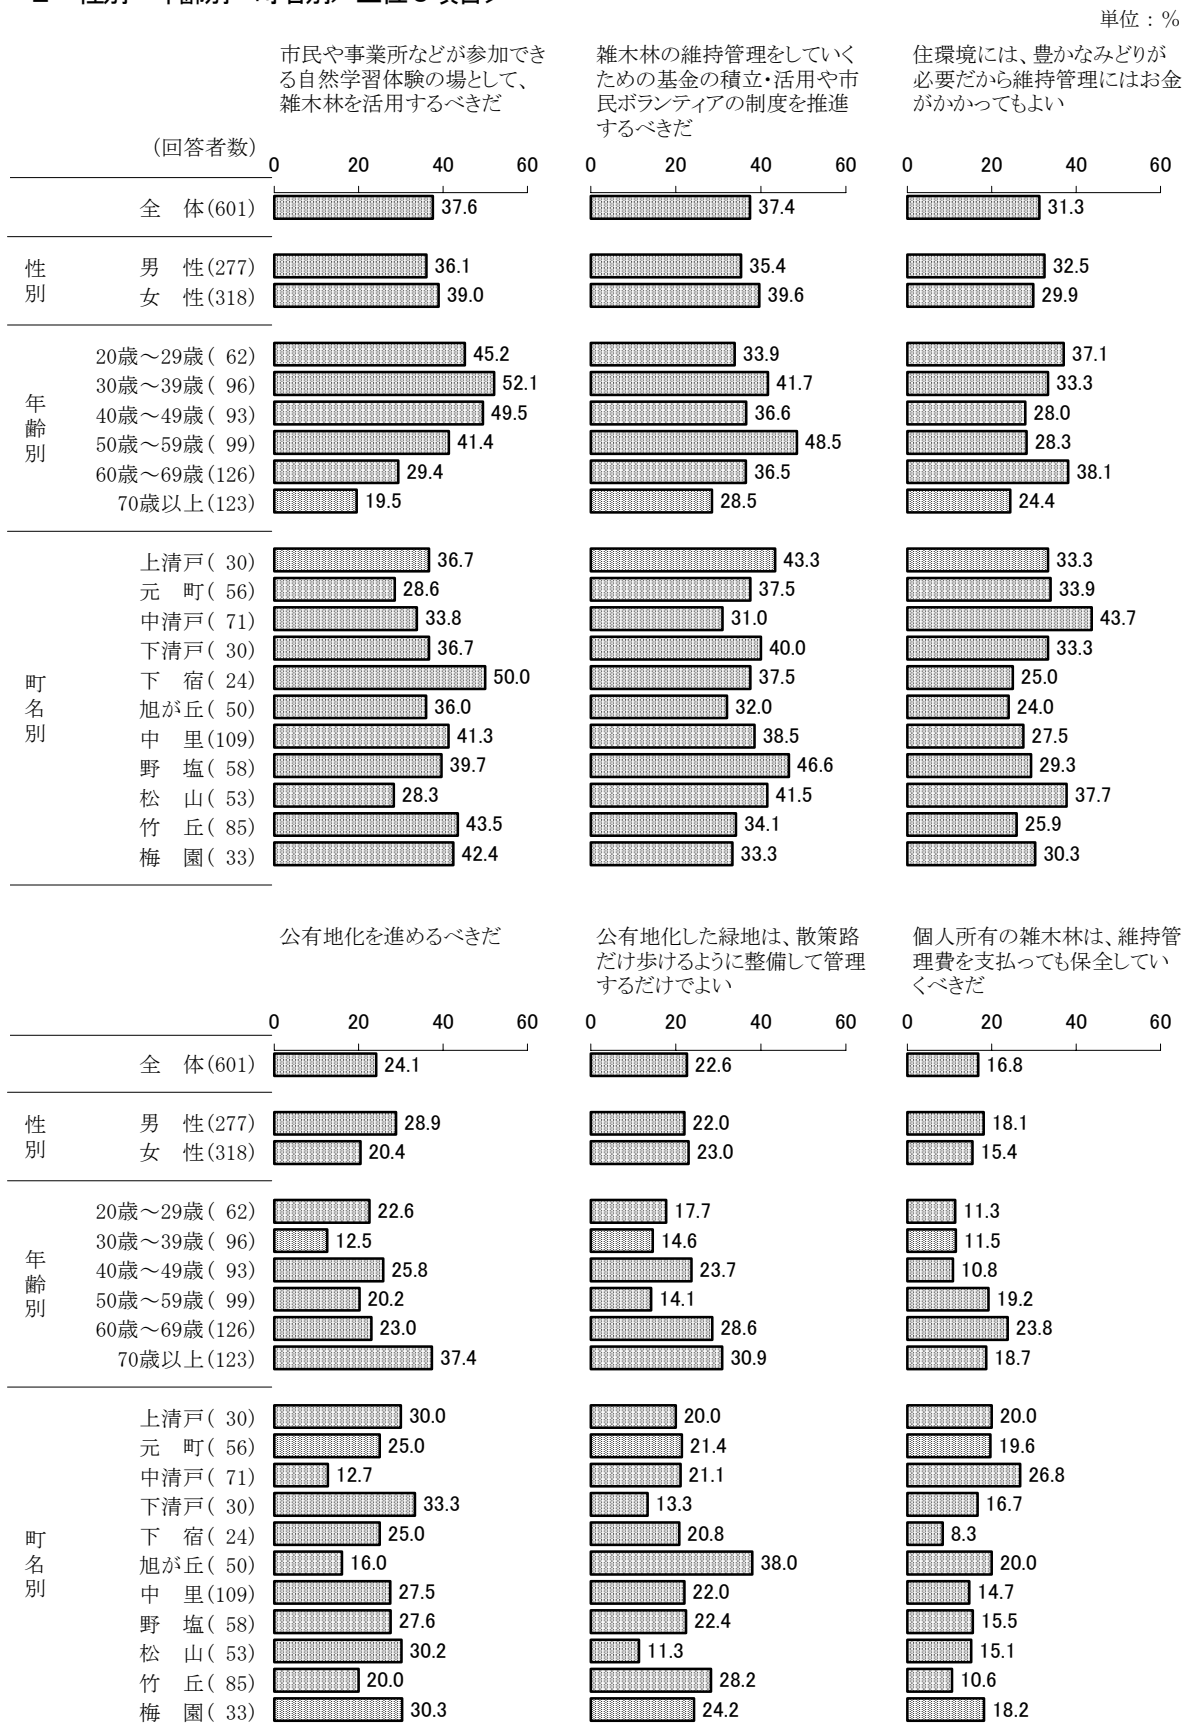 単位：％
市民や事業所などが参加でき
る自然学習体験の場として、
雑木林を活用するべきだ
雑木林の維持管理をしていく
ための基金の積立・活用や市
民ボランティアの制度を推進
するべきだ
住環境には、豊かなみどりが
必要だから維持管理にはお金
がかかってもよい
（回答者数）
0 20 40 60 0 20 40 60 0 20 40 60
全　体(601) 37.6 37.4 31.3
性別
男　性(277) 36.1 35.4 32.5
女　性(318) 39.0 39.6 29.9
年齢別
20歳～29歳( 62) 45.2 33.9 37.1
30歳～39歳( 96) 52.1 41.7 33.3
40歳～49歳( 93) 49.5 36.6 28.0
50歳～59歳( 99) 41.4 48.5 28.3
60歳～69歳(126) 29.4 36.5 38.1
70歳以上(123) 19.5 28.5 24.4
町名別
上清戸( 30) 36.7 43.3 33.3
元　町( 56) 28.6 37.5 33.9
中清戸( 71) 33.8 31.0 43.7
下清戸( 30) 36.7 40.0 33.3
下　宿( 24) 50.0 37.5 25.0
旭が丘( 50) 36.0 32.0 24.0
中　里(109) 41.3 38.5 27.5
野　塩( 58) 39.7 46.6 29.3
松　山( 53) 28.3 41.5 37.7
竹　丘( 85) 43.5 34.1 25.9
梅　園( 33) 42.4 33.3 30.3
公有地化を進めるべきだ
公有地化した緑地は、散策路
だけ歩けるように整備して管理
するだけでよい
個人所有の雑木林は、維持管
理費を支払っても保全してい
くべきだ
0 20 40 60 0 20 40 60 0 20 40 60
全　体(601) 24.1 22.6 16.8
性別
男　性(277) 28.9 22.0 18.1
女　性(318) 20.4 23.0 15.4
年齢別
20歳～29歳( 62) 22.6 17.7 11.3
30歳～39歳( 96) 12.5 14.6 11.5
40歳～49歳( 93) 25.8 23.7 10.8
50歳～59歳( 99) 20.2 14.1 19.2
60歳～69歳(126) 23.0 28.6 23.8
70歳以上(123) 37.4 30.9 18.7
町名別
上清戸( 30) 30.0 20.0 20.0
元　町( 56) 25.0 21.4 19.6
中清戸( 71) 12.7 21.1 26.8
下清戸( 30) 33.3 13.3 16.7
下　宿( 24) 25.0 20.8 8.3
旭が丘( 50) 16.0 38.0 20.0
中　里(109) 27.5 22.0 14.7
野　塩( 58) 27.6 22.4 15.5
松　山( 53) 30.2 11.3 15.1
竹　丘( 85) 20.0 28.2 10.6
梅　園( 33) 30.3 24.2 18.2